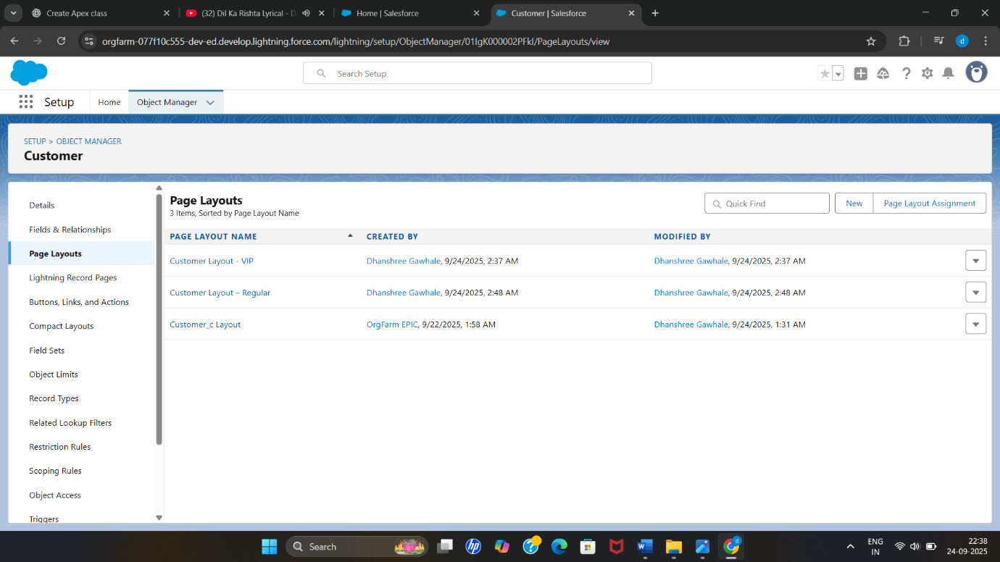 Create Apex class
(32) Dil Ka Rishta Lyrical - D
Home | Salesforce
Customer | Salesforce
orgfarm-077f10c555-dev-ed.develop.lightning.force.com/lightning/setup/ObjectManager/01IgK000002PFkI/PageLayouts/view
d
Search Setup
Setup
Home
Object Manager
SETUP > OBJECT MANAGER
Customer
Details
Fields & Relationships
Page Layouts
Lightning Record Pages
Buttons, Links, and Actions
Compact Layouts
Field Sets
Object Limits
Record Types
Related Lookup Filters
Restriction Rules
Scoping Rules
Object Access
Triggers
Page Layouts
3 Items, Sorted by Page Layout Name
Quick Find
New
Page Layout Assignment
PAGE LAYOUT NAME CREATED BY MODIFIED BY
Customer Layout - VIP Dhanshree Gawhale, 9/24/2025, 2:37 AM Dhanshree Gawhale, 9/24/2025, 2:37 AM
Customer Layout – Regular Dhanshree Gawhale, 9/24/2025, 2:48 AM Dhanshree Gawhale, 9/24/2025, 2:48 AM
Customer_c Layout OrgFarm EPIC, 9/22/2025, 1:58 AM Dhanshree Gawhale, 9/24/2025, 1:31 AM
Search
hp
W
d
ENG
IN
22:38
24-09-2025